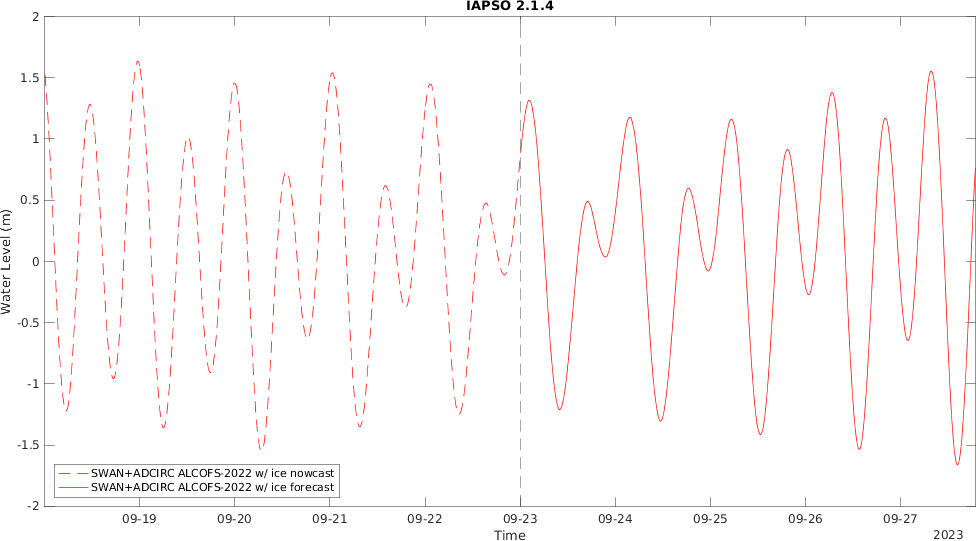 IAPSO 2.1.4
2
1.5
1
0.5
0
-0.5
-1
-1.5
-2
Water Level (m)
SWAN+ADCIRC ALCOFS-2022 w/ ice nowcast
SWAN+ADCIRC ALCOFS-2022 w/ ice forecast
09-19 09-20 09-21 09-22 09-23 09-24 09-25 09-26 09-27
Time
2023